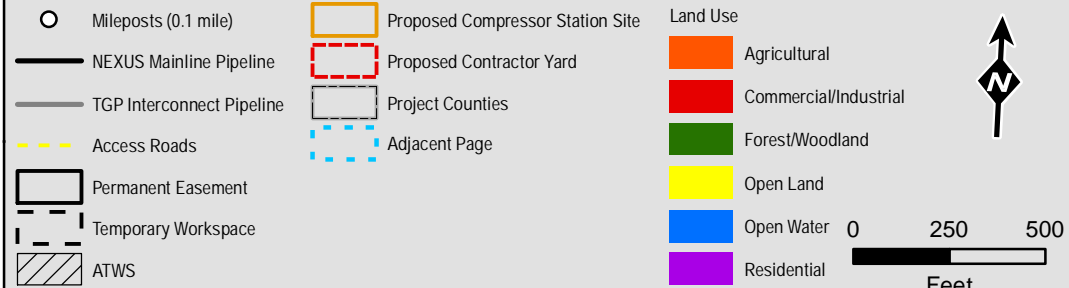 Mileposts (0.1 mile)
NEXUS Mainline Pipeline
TGP Interconnect Pipeline
Access Roads
Permanent Easement
Temporary Workspace
ATWS
Proposed Compressor Station Site
Proposed Contractor Yard
Project Counties
Adjacent Page
Land Use
Agricultural
Commercial/Industrial
Forest/Woodland
Open Land
Open Water
Residential
N
0 250 500
Feet